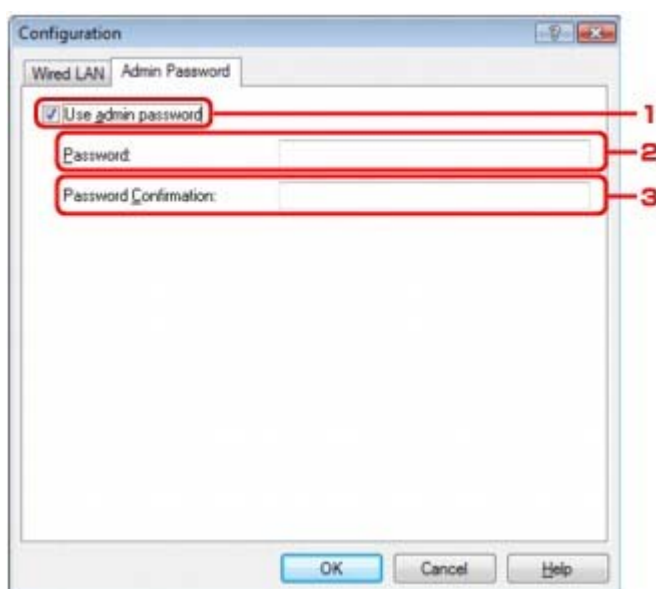 Configuration
Wired LAN Admin Password
Use admin password 1
Password: 2
Password Confirmation: 3
OK Cancel Help